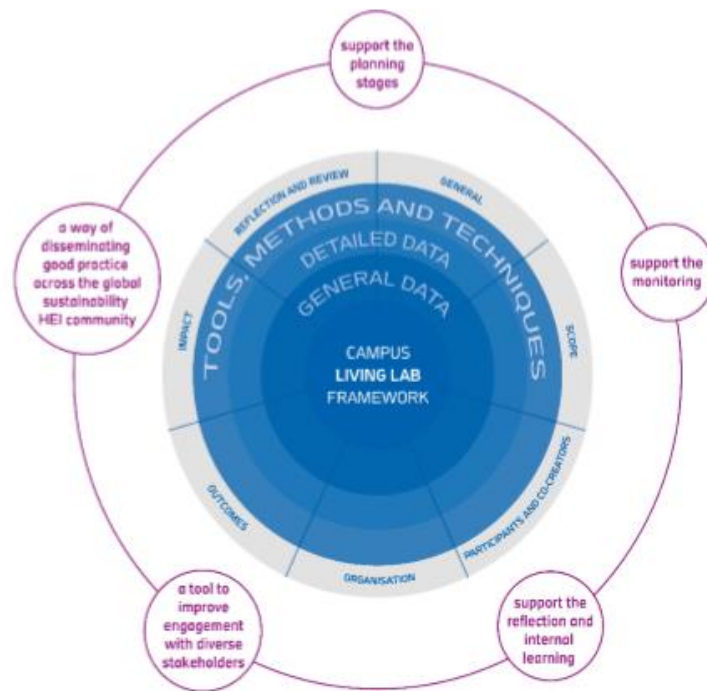 support the
planning
stages
REFLECTION AND REVIEW
GENERAL
TOOLS, METHODS AND TECHNIQUES
DETAILED DATA
GENERAL DATA
a way of
disseminating
good practice
across the global
sustainability
HEI community
support the
monitoring
IMPACT
SCOPE
CAMPUS
LIVING LAB
FRAMEWORK
OUTCOMES
PARTICIPANTS AND CO-CREATORS
ORGANISATION
a tool to
improve
engagement
with diverse
stakeholders
support the
reflection and
internal
learning